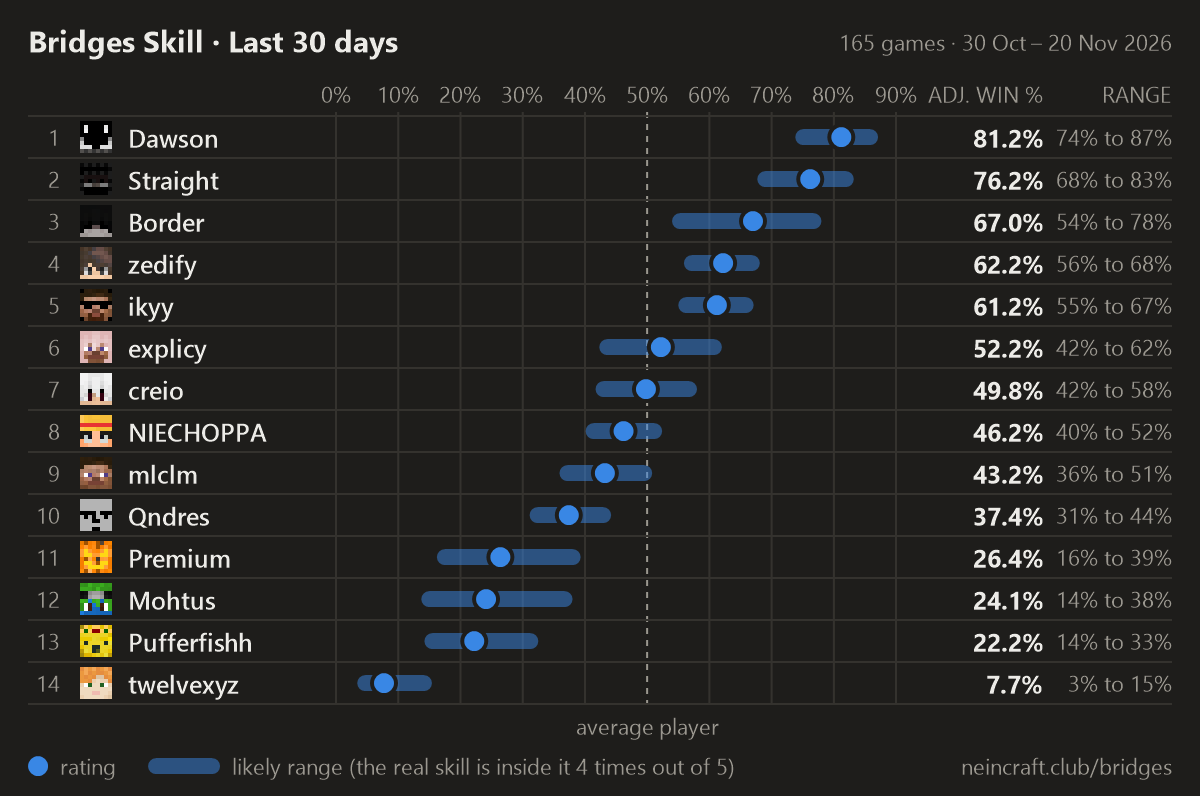 Bridges Skill · Last 30 days
165 games · 30 Oct – 20 Nov 2026
0% 10% 20% 30% 40% 50% 60% 70% 80% 90% ADJ. WIN % RANGE
1 Dawson 81.2% 74% to 87%
2 Straight 76.2% 68% to 83%
3 Border 67.0% 54% to 78%
4 zedify 62.2% 56% to 68%
5 ikyy 61.2% 55% to 67%
6 explicy 52.2% 42% to 62%
7 creio 49.8% 42% to 58%
8 NIECHOPPA 46.2% 40% to 52%
9 mlclm 43.2% 36% to 51%
10 Qndres 37.4% 31% to 44%
11 Premium 26.4% 16% to 39%
12 Mohtus 24.1% 14% to 38%
13 Pufferfishh 22.2% 14% to 33%
14 twelvexyz 7.7% 3% to 15%
average player
rating likely range (the real skill is inside it 4 times out of 5) neincraft.club/bridges